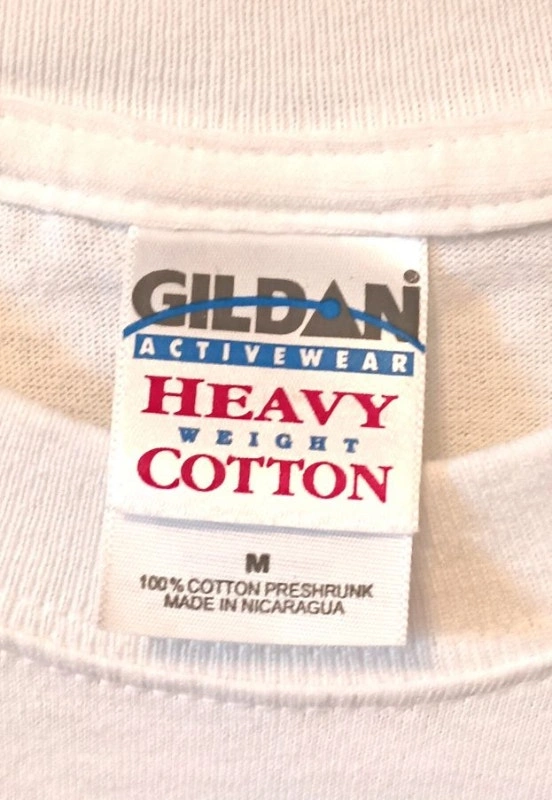 GILDAN®
ACTIVEWEAR
HEAVY
WEIGHT
COTTON
M
100% COTTON PRESHRUNK
MADE IN NICARAGUA